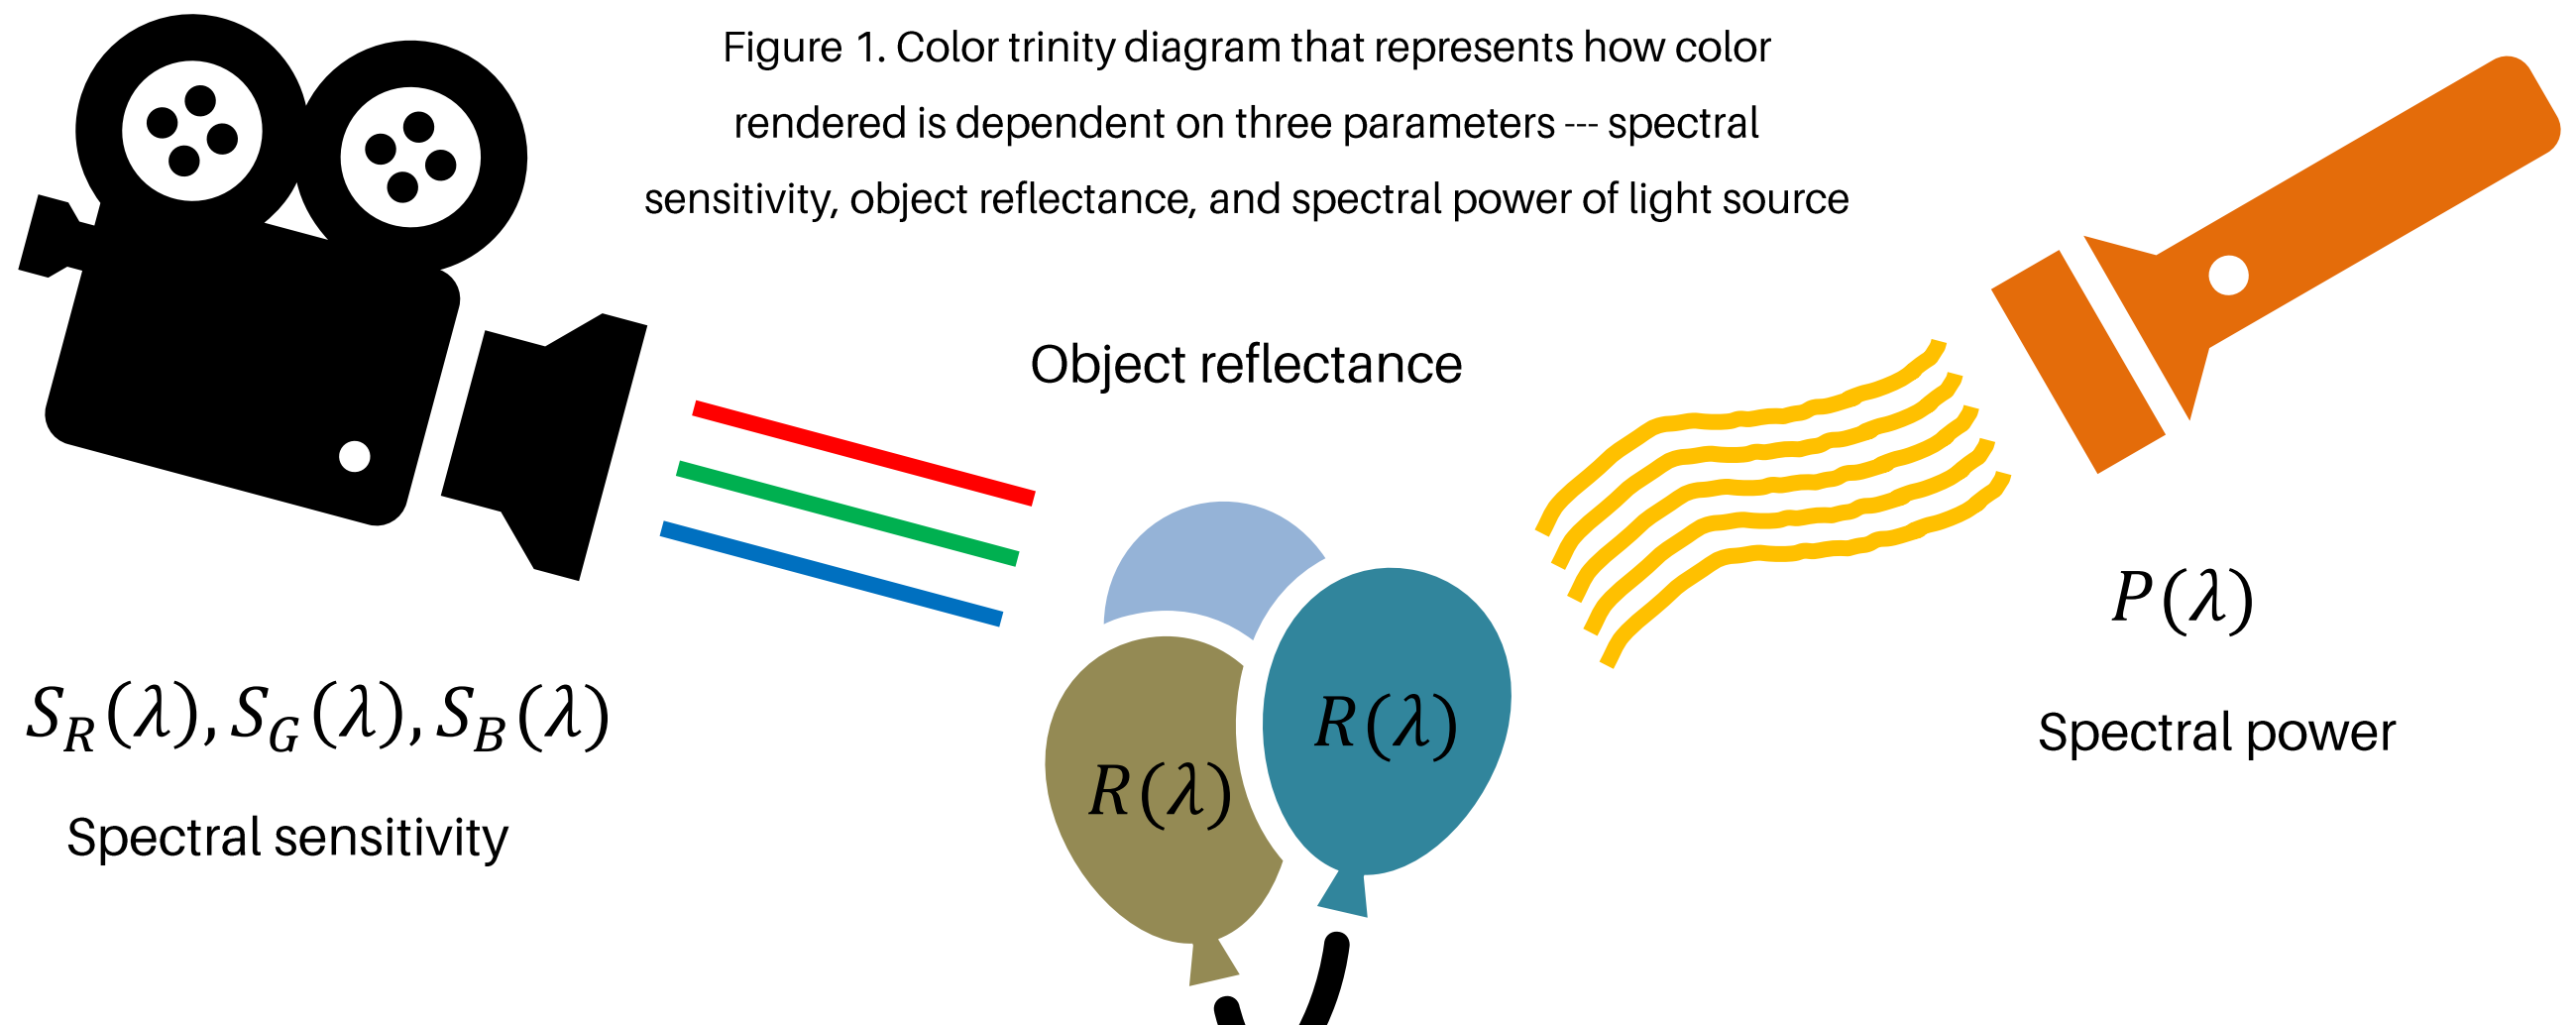 Figure 1. Color trinity diagram that represents how color
rendered is dependent on three parameters --- spectral
sensitivity, object reflectance, and spectral power of light source
Object reflectance
P(λ)
Spectral power
S_R(λ), S_G(λ), S_B(λ)
Spectral sensitivity
R(λ)
R(λ)